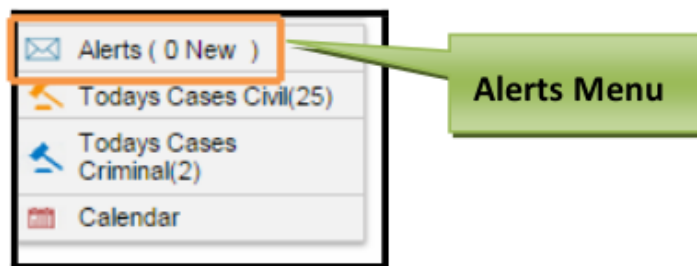 Alerts ( 0 New )
Alerts Menu
Todays Cases Civil(25)
Todays Cases
Criminal(2)
Calendar